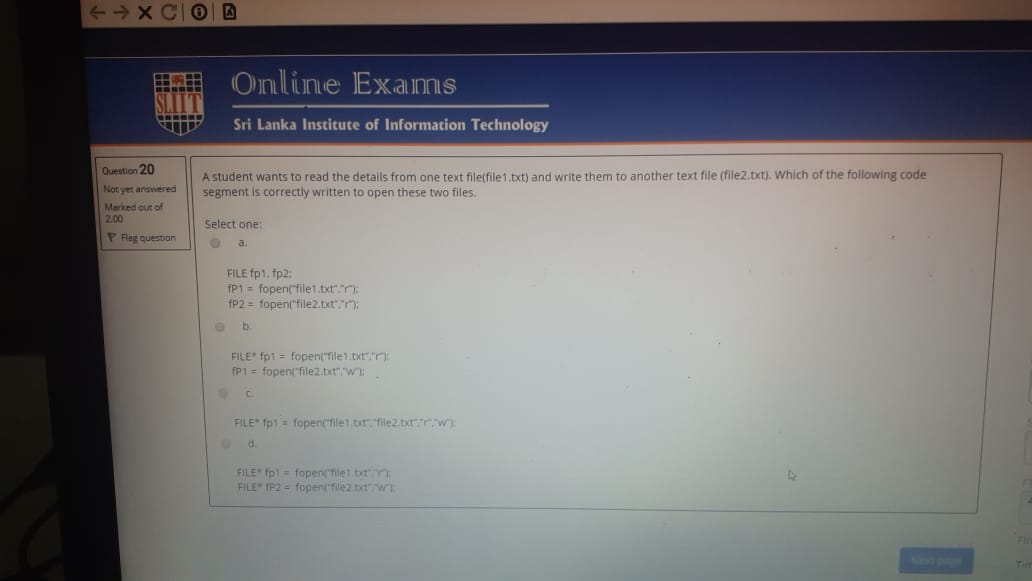 Online Exams
SLIIT
Sri Lanka Institute of Information Technology
Question 20
Not yet answered
Marked out of
2.00
Flag question
A student wants to read the details from one text file(file1.txt) and write them to another text file (file2.txt). Which of the following code
segment is correctly written to open these two files.
Select one:
a.
FILE fp1, fp2;
fP1 = fopen("file1.txt","r");
fP2 = fopen("file2.txt","r");
b.
FILE* fp1 = fopen("file1.txt","r");
fP1 = fopen("file2.txt","w");
c.
FILE* fp1 = fopen("file1.txt","file2.txt","r","w");
d.
FILE* fp1 = fopen("file1.txt","r");
FILE* fP2 = fopen("file2.txt","w");
Next page